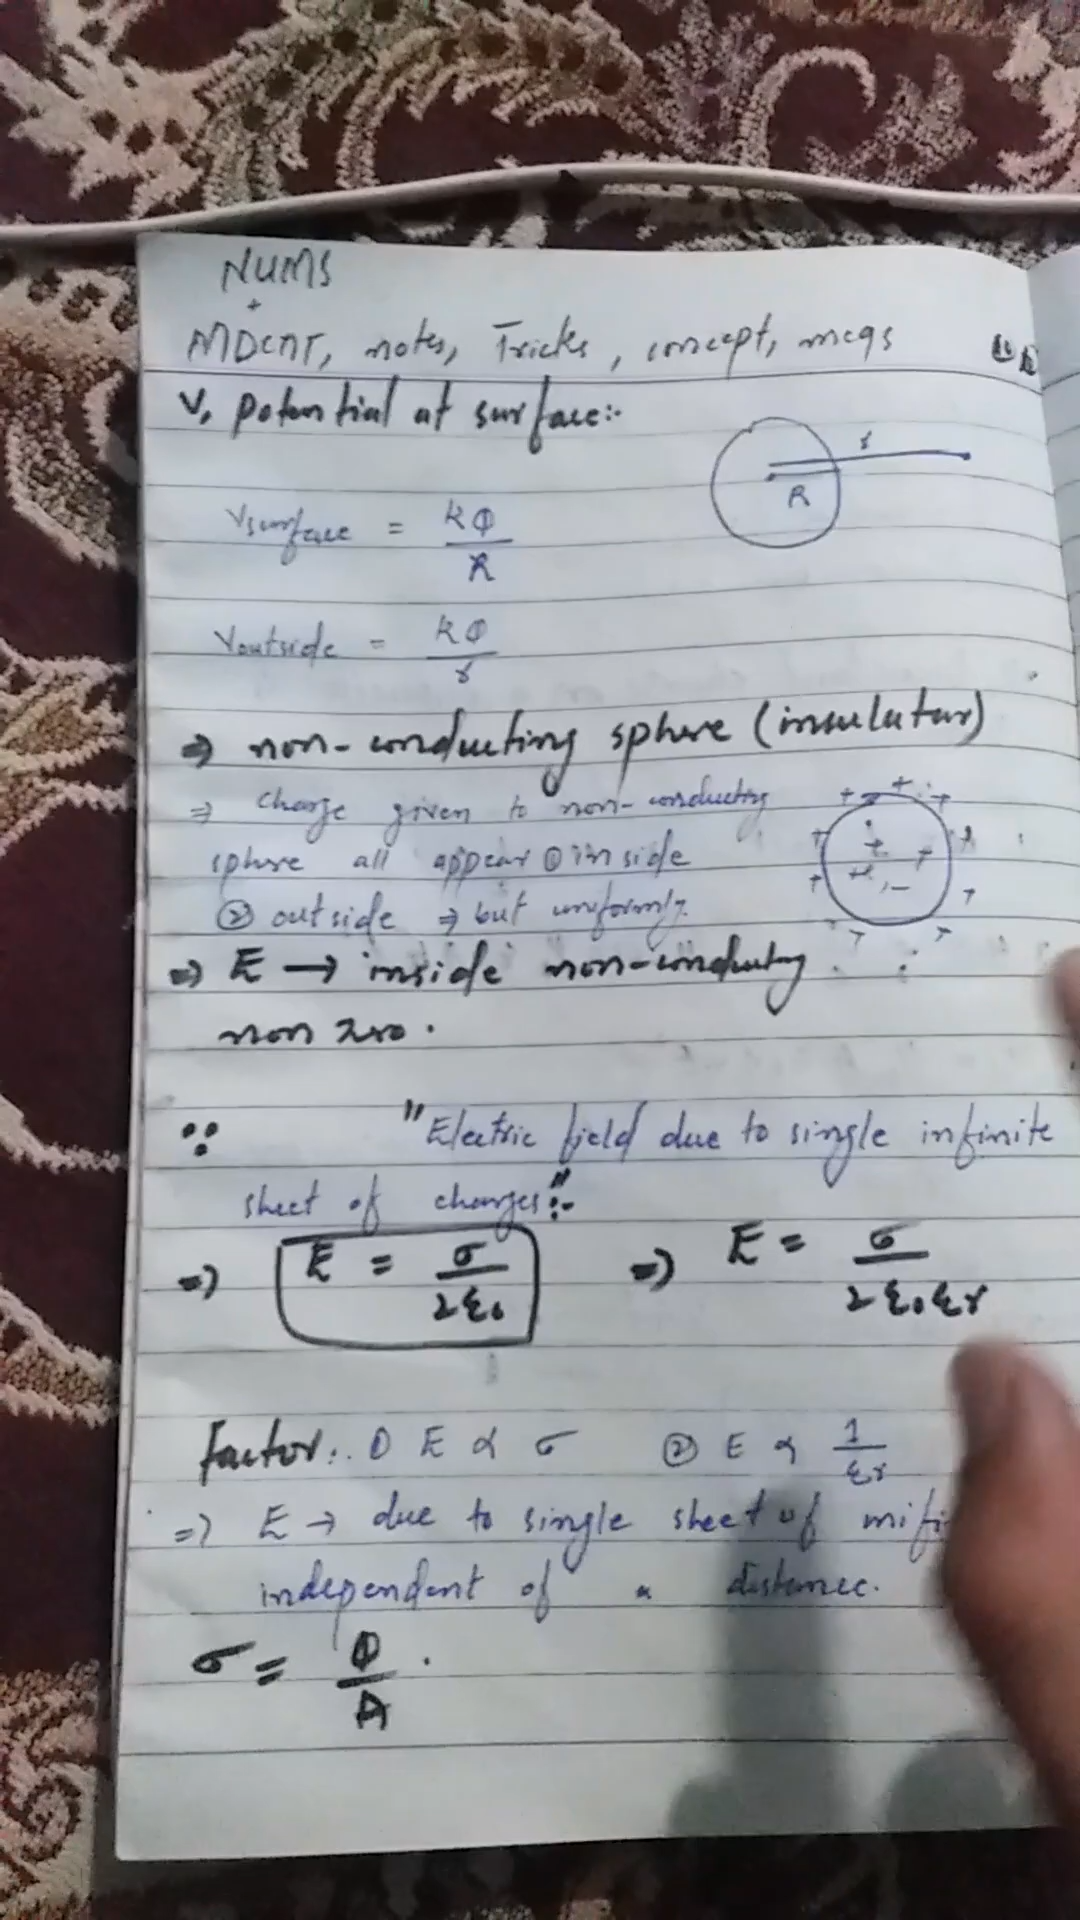 NUMS
+
MDCAT, notes, Tricks, concept, mcqs
V, potential at surface:-
r
R
Vsurface = kQ/R
Voutside = kQ/r
⇒ non-conducting sphere (insulator)
⇒ charge given to non-conducting
sphere all appear ① inside
② outside ⇒ but uniformly.
⇒ E → inside non-conducting
non zero.
"Electric field due to single infinite
sheet of charges":-
⇒ E = σ/2ε₀ ⇒ E = σ/2ε₀εr
Factor:. ① E ∝ σ ② E ∝ 1/εr
⇒ E → due to single sheet of
independent of a distance.
σ = Q/A .